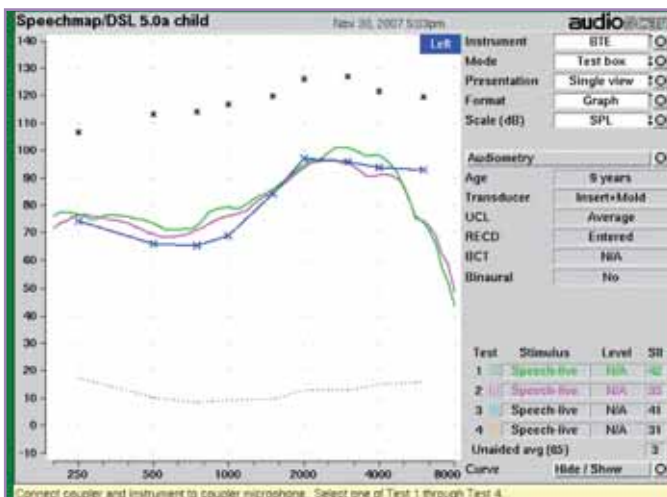 Speechmap/DSL 5.0a child
Nov 30, 2007 5:03pm
audio
Left
140
130
120
110
100
90
80
70
60
50
40
30
20
10
0
-10
250
500
1000
2000
4000
8000
Instrument BTE
Mode Test box
Presentation Single view
Format Graph
Scale (dB) SPL
Audiometry
Age 9 years
Transducer Insert+Mold
UCL Average
RECD Entered
BCT N/A
Binaural No
Test Stimulus Level SII
1 Speech-live N/A 42
2 Speech-live N/A
3 Speech-live N/A 41
4 Speech-live N/A 31
Unaided avg (65) 3
Curve Hide / Show
Connect coupler and instrument to coupler microphone. Select one of Test 1 through Test 4.